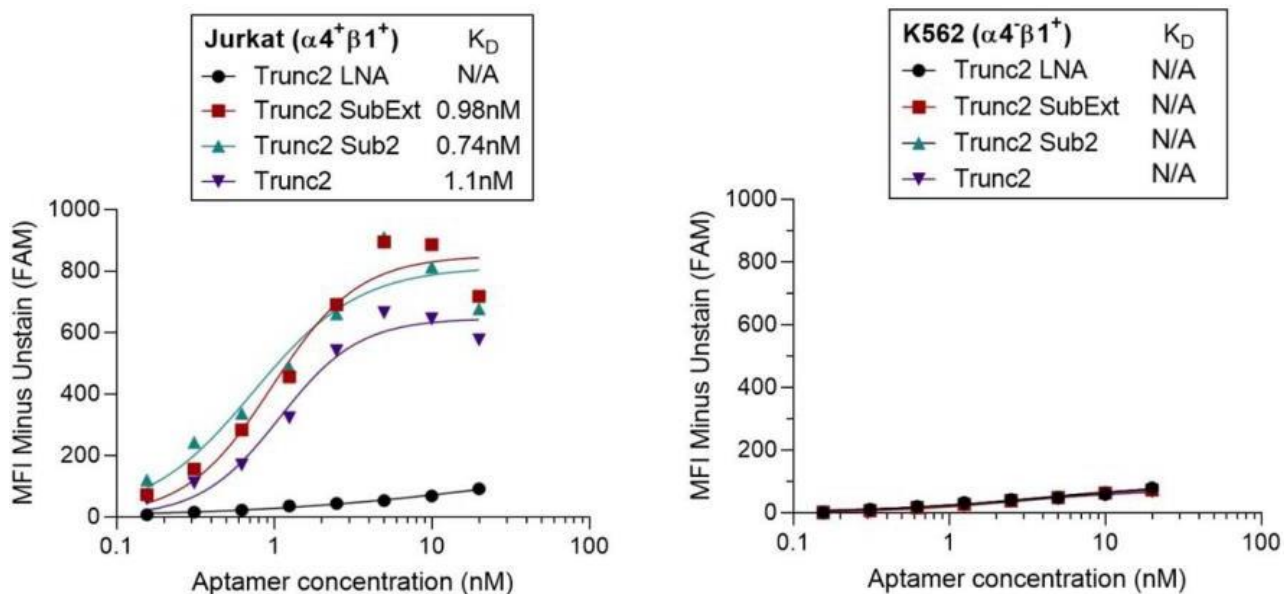 Jurkat (α4⁺β1⁺) K_D
Trunc2 LNA N/A
Trunc2 SubExt 0.98nM
Trunc2 Sub2 0.74nM
Trunc2 1.1nM
MFI Minus Unstain (FAM)
1000
800
600
400
200
0
0.1 1 10 100
Aptamer concentration (nM)
K562 (α4⁻β1⁺) K_D
Trunc2 LNA N/A
Trunc2 SubExt N/A
Trunc2 Sub2 N/A
Trunc2 N/A
MFI Minus Unstain (FAM)
1000
800
600
400
200
0
0.1 1 10 100
Aptamer concentration (nM)